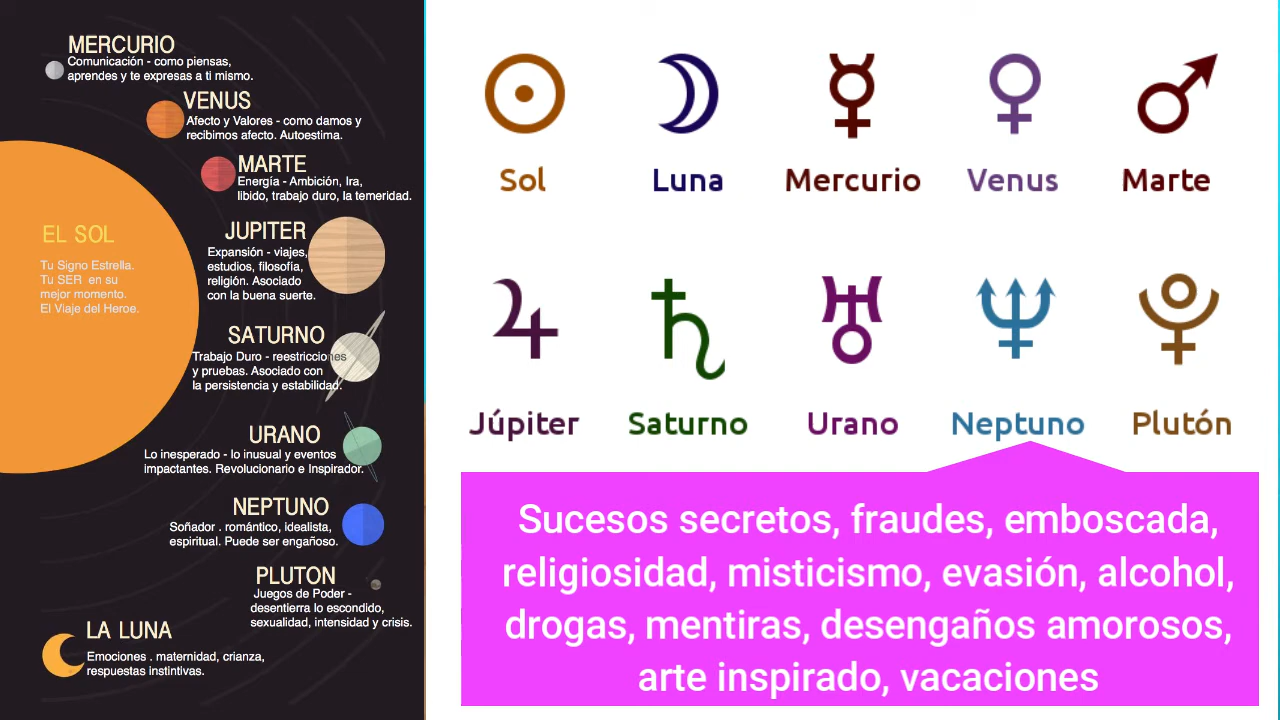 MERCURIO
Comunicación - como piensas,
aprendes y te expresas a ti mismo.
VENUS
Afecto y Valores - como damos y
recibimos afecto. Autoestima.
MARTE
Energía - Ambición, Ira,
libido, trabajo duro, la temeridad.
EL SOL
Tu Signo Estrella.
Tu SER en su
mejor momento.
El Viaje del Heroe.
JUPITER
Expansión - viajes,
estudios, filosofía,
religión. Asociado
con la buena suerte.
SATURNO
Trabajo Duro - reestricciones
y pruebas. Asociado con
la persistencia y estabilidad.
URANO
Lo inesperado - lo inusual y eventos
impactantes. Revolucionario e Inspirador.
NEPTUNO
Soñador . romántico, idealista,
espiritual. Puede ser engañoso.
PLUTON
Juegos de Poder -
desentierra lo escondido,
sexualidad, intensidad y crisis.
LA LUNA
Emociones . maternidad, crianza,
respuestas instintivas.
Sol Luna Mercurio Venus Marte
Júpiter Saturno Urano Neptuno Plutón
Sucesos secretos, fraudes, emboscada,
religiosidad, misticismo, evasión, alcohol,
drogas, mentiras, desengaños amorosos,
arte inspirado, vacaciones